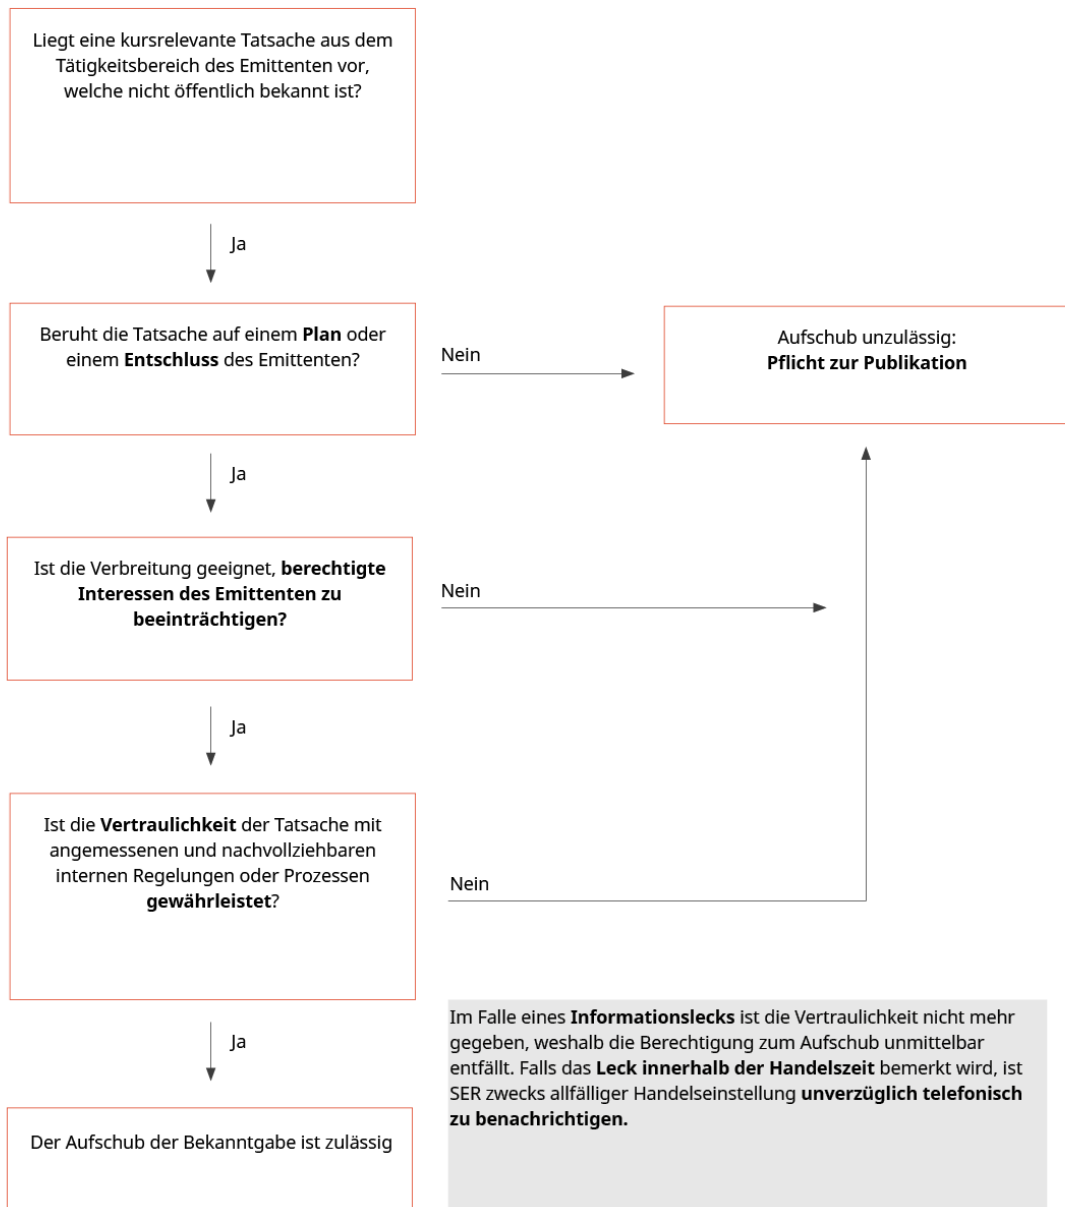 Liegt eine kursrelevante Tatsache aus dem
Tätigkeitsbereich des Emittenten vor,
welche nicht öffentlich bekannt ist?
Ja
Beruht die Tatsache auf einem Plan oder
einem Entschluss des Emittenten?
Nein
Aufschub unzulässig:
Pflicht zur Publikation
Ja
Ist die Verbreitung geeignet, berechtigte
Interessen des Emittenten zu
beeinträchtigen?
Nein
Ja
Ist die Vertraulichkeit der Tatsache mit
angemessenen und nachvollziehbaren
internen Regelungen oder Prozessen
gewährleistet?
Nein
Ja
Im Falle eines Informationslecks ist die Vertraulichkeit nicht mehr
gegeben, weshalb die Berechtigung zum Aufschub unmittelbar
entfällt. Falls das Leck innerhalb der Handelszeit bemerkt wird, ist
SER zwecks allfälliger Handelseinstellung unverzüglich telefonisch
zu benachrichtigen.
Der Aufschub der Bekanntgabe ist zulässig